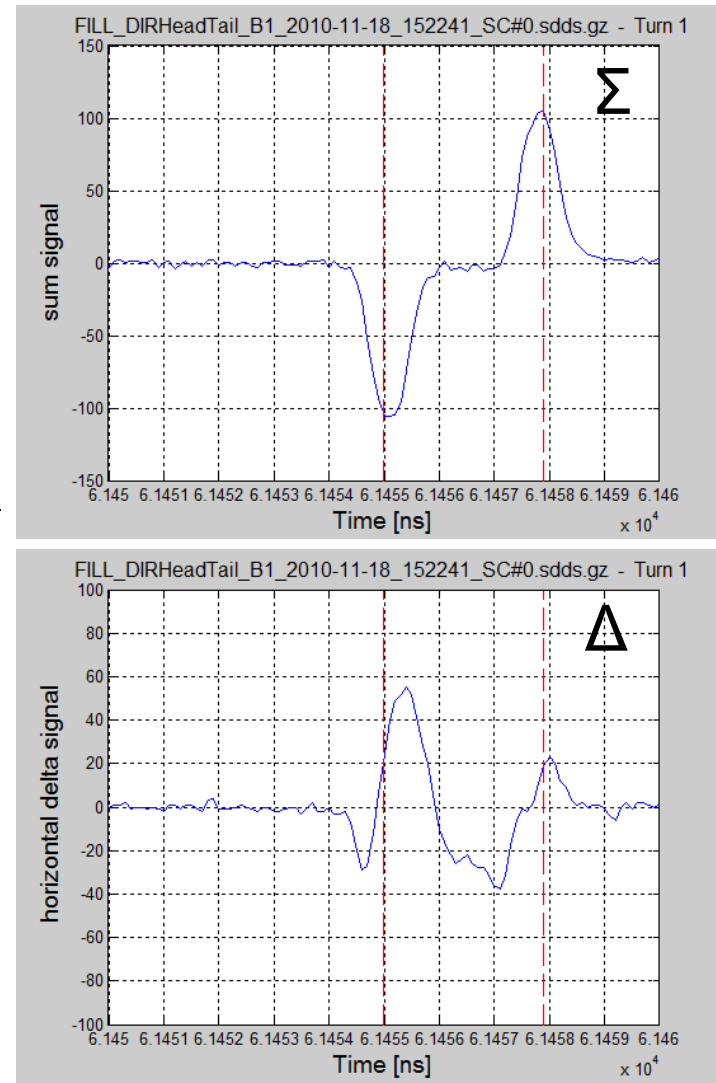 FILL_DIRHeadTail_B1_2010-11-18_152241_SC#0.sdds.gz - Turn 1
Σ
150
100
50
0
-50
-100
-150
sum signal
6.145 6.1451 6.1452 6.1453 6.1454 6.1455 6.1456 6.1457 6.1458 6.1459 6.146
Time [ns]
x 10^4
FILL_DIRHeadTail_B1_2010-11-18_152241_SC#0.sdds.gz - Turn 1
Δ
100
80
60
40
20
0
-20
-40
-60
-80
-100
horizontal delta signal
6.145 6.1451 6.1452 6.1453 6.1454 6.1455 6.1456 6.1457 6.1458 6.1459 6.146
Time [ns]
x 10^4